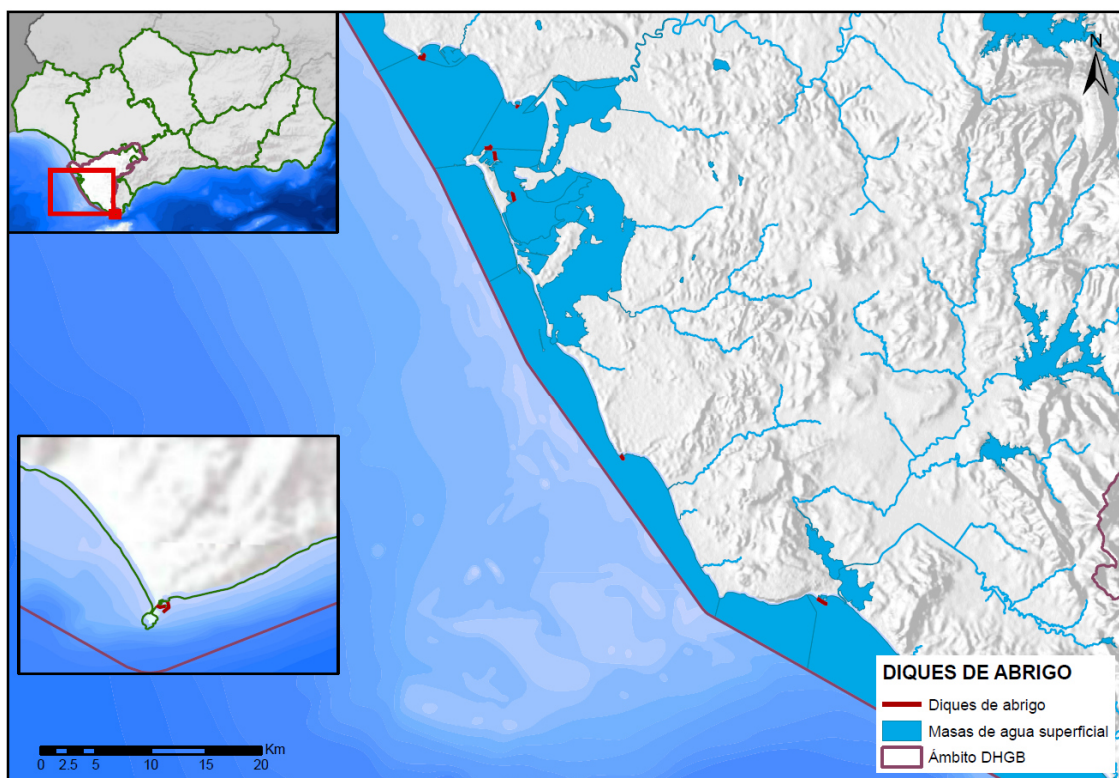 N
DIQUES DE ABRIGO
Diques de abrigo
Masas de agua superficial
Ámbito DHGB
Km
0 2.5 5 10 15 20